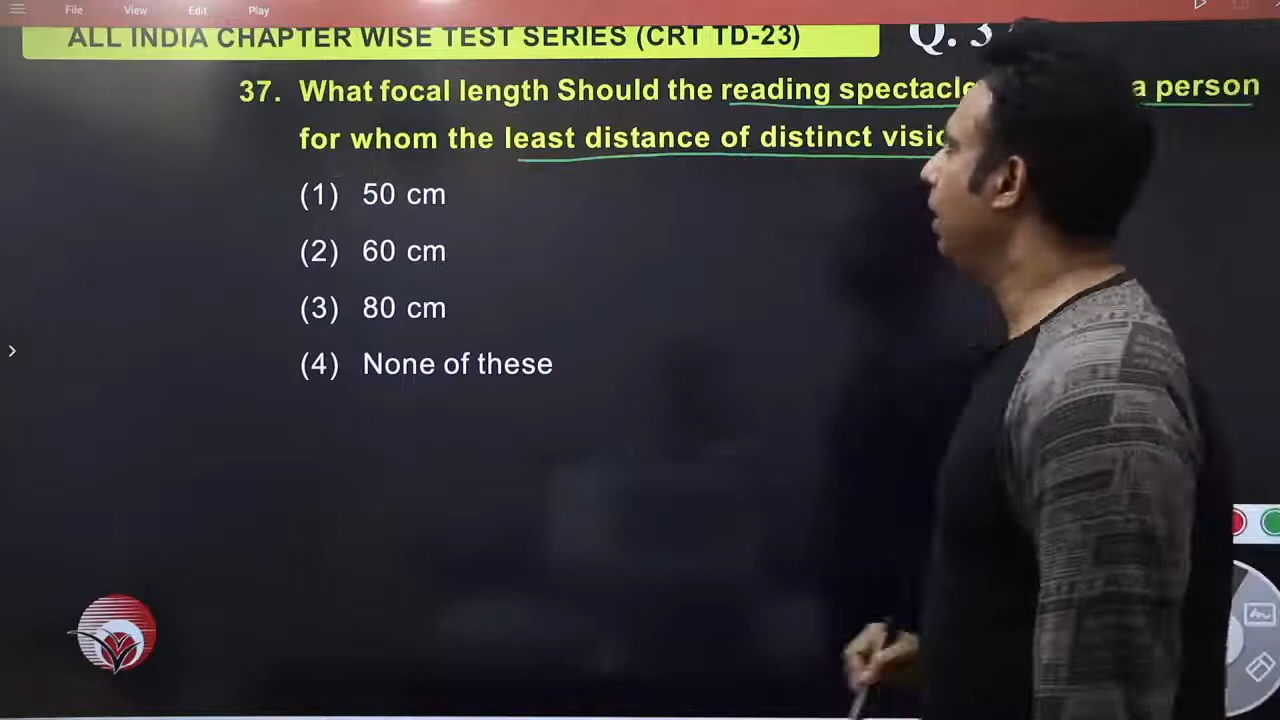 File View Edit Play
ALL INDIA CHAPTER WISE TEST SERIES (CRT TD-23)
Q. 3
37. What focal length Should the reading a person
for whom the least distance of distinct
(1) 50 cm
(2) 60 cm
(3) 80 cm
(4) None of these